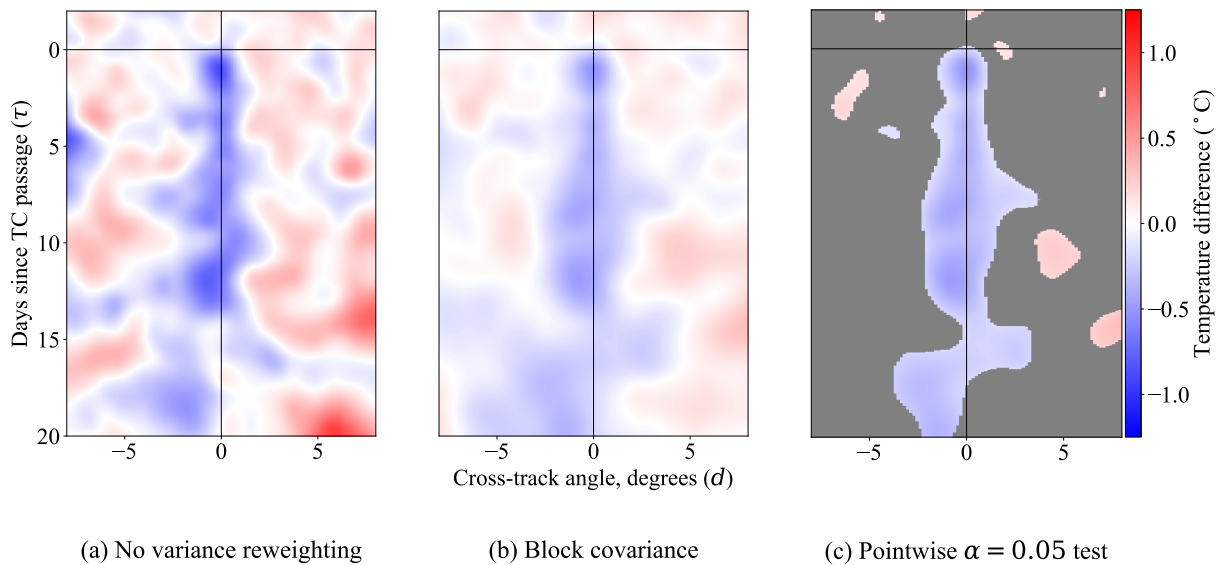 0
5
10
15
20
Days since TC passage (τ)
−5 0 5
−5 0 5
−5 0 5
Cross-track angle, degrees (d)
1.0
0.5
0.0
−0.5
−1.0
Temperature difference (˚C)
(a) No variance reweighting
(b) Block covariance
(c) Pointwise α = 0.05 test